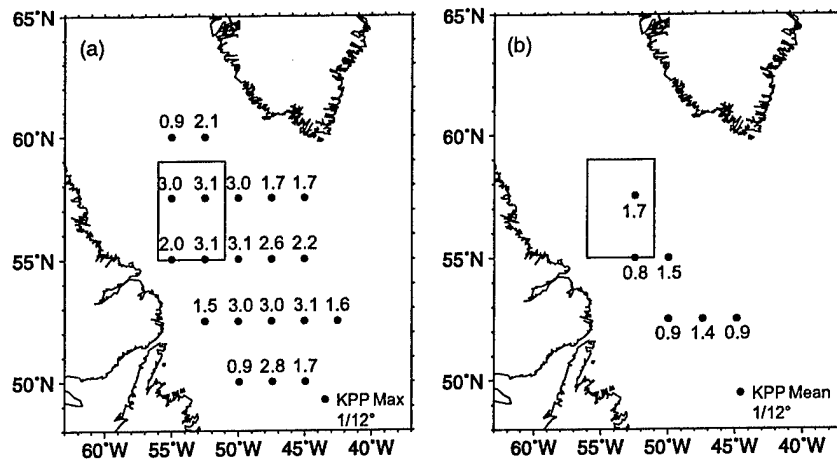 65°N
(a)
60°N
55°N
50°N
0.9 2.1
3.0 3.1 3.0 1.7 1.7
2.0 3.1 3.1 2.6 2.2
1.5 3.0 3.0 3.1 1.6
0.9 2.8 1.7
KPP Max
1/12°
60°W 55°W 50°W 45°W 40°W
65°N
(b)
60°N
55°N
50°N
1.7
0.8 1.5
0.9 1.4 0.9
KPP Mean
1/12°
60°W 55°W 50°W 45°W 40°W